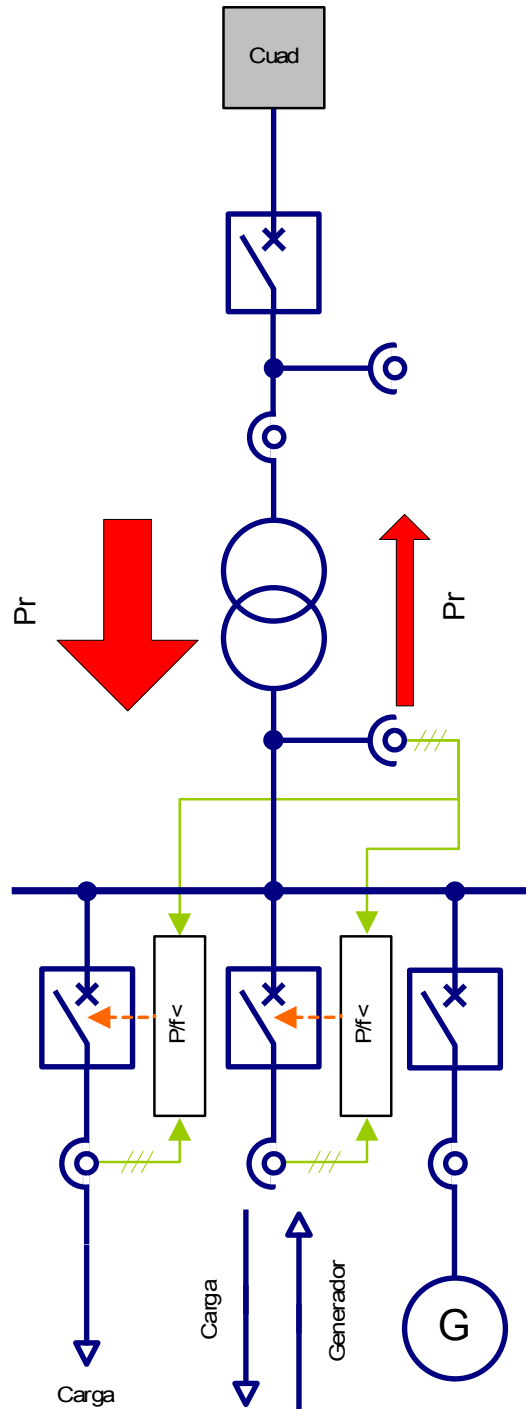 Cuad
Pr
Pr
P/f <
P/f <
Carga
Generador
G
Carga